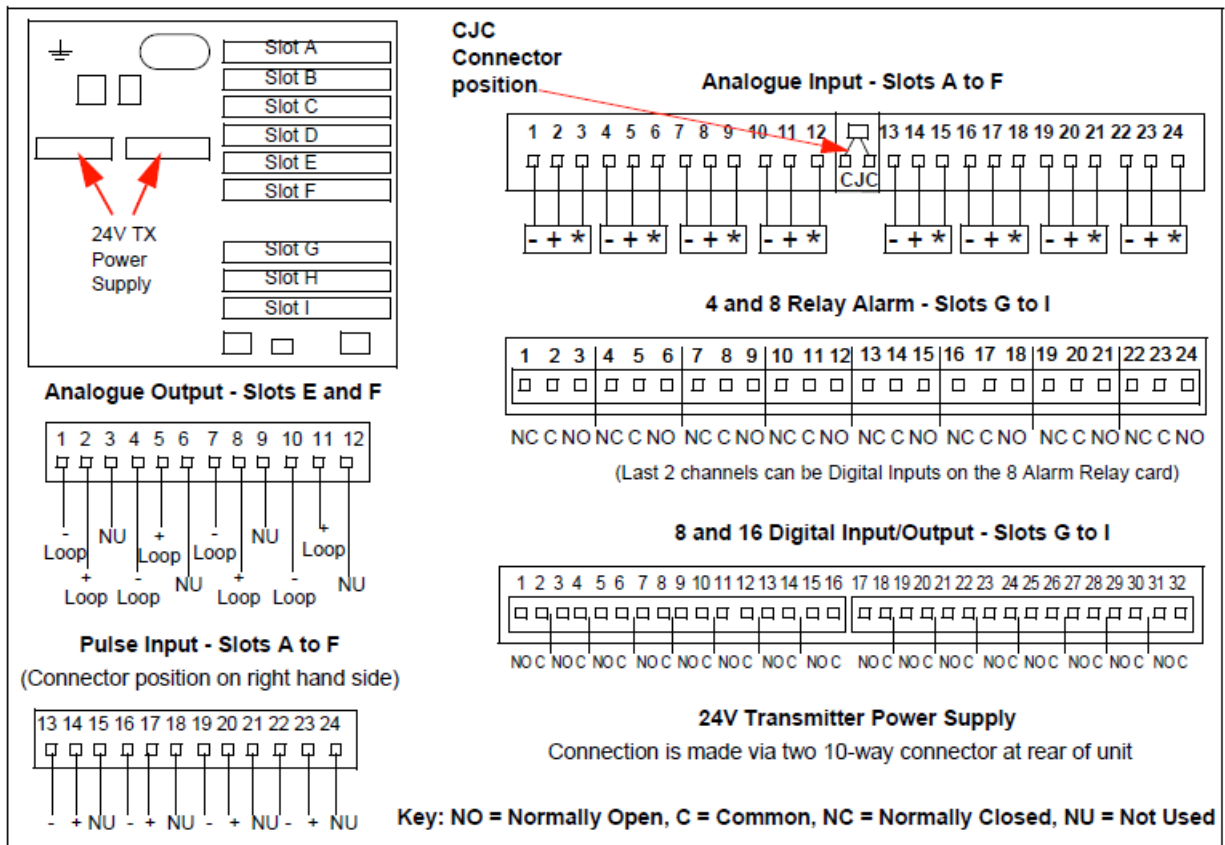 Slot A
Slot B
Slot C
Slot D
Slot E
Slot F
24V TX
Power
Supply
Slot G
Slot H
Slot I
CJC
Connector
position
Analogue Input - Slots A to F
1 2 3 4 5 6 7 8 9 10 11 12 13 14 15 16 17 18 19 20 21 22 23 24
CJC
- + * - + * - + * - + * - + * - + * - + * - + *
4 and 8 Relay Alarm - Slots G to I
1 2 3 4 5 6 7 8 9 10 11 12 13 14 15 16 17 18 19 20 21 22 23 24
NC C NO NC C NO NC C NO NC C NO NC C NO NC C NO NC C NO NC C NO
(Last 2 channels can be Digital Inputs on the 8 Alarm Relay card)
Analogue Output - Slots E and F
1 2 3 4 5 6 7 8 9 10 11 12
- NU + - NU +
Loop Loop Loop Loop
+ - NU + - NU
Loop Loop Loop Loop
8 and 16 Digital Input/Output - Slots G to I
1 2 3 4 5 6 7 8 9 10 11 12 13 14 15 16 17 18 19 20 21 22 23 24 25 26 27 28 29 30 31 32
NO C NO C NO C NO C NO C NO C NO C NO C NO C NO C NO C NO C NO C NO C NO C NO C
Pulse Input - Slots A to F
(Connector position on right hand side)
13 14 15 16 17 18 19 20 21 22 23 24
- + NU - + NU - + NU - + NU
24V Transmitter Power Supply
Connection is made via two 10-way connector at rear of unit
Key: NO = Normally Open, C = Common, NC = Normally Closed, NU = Not Used